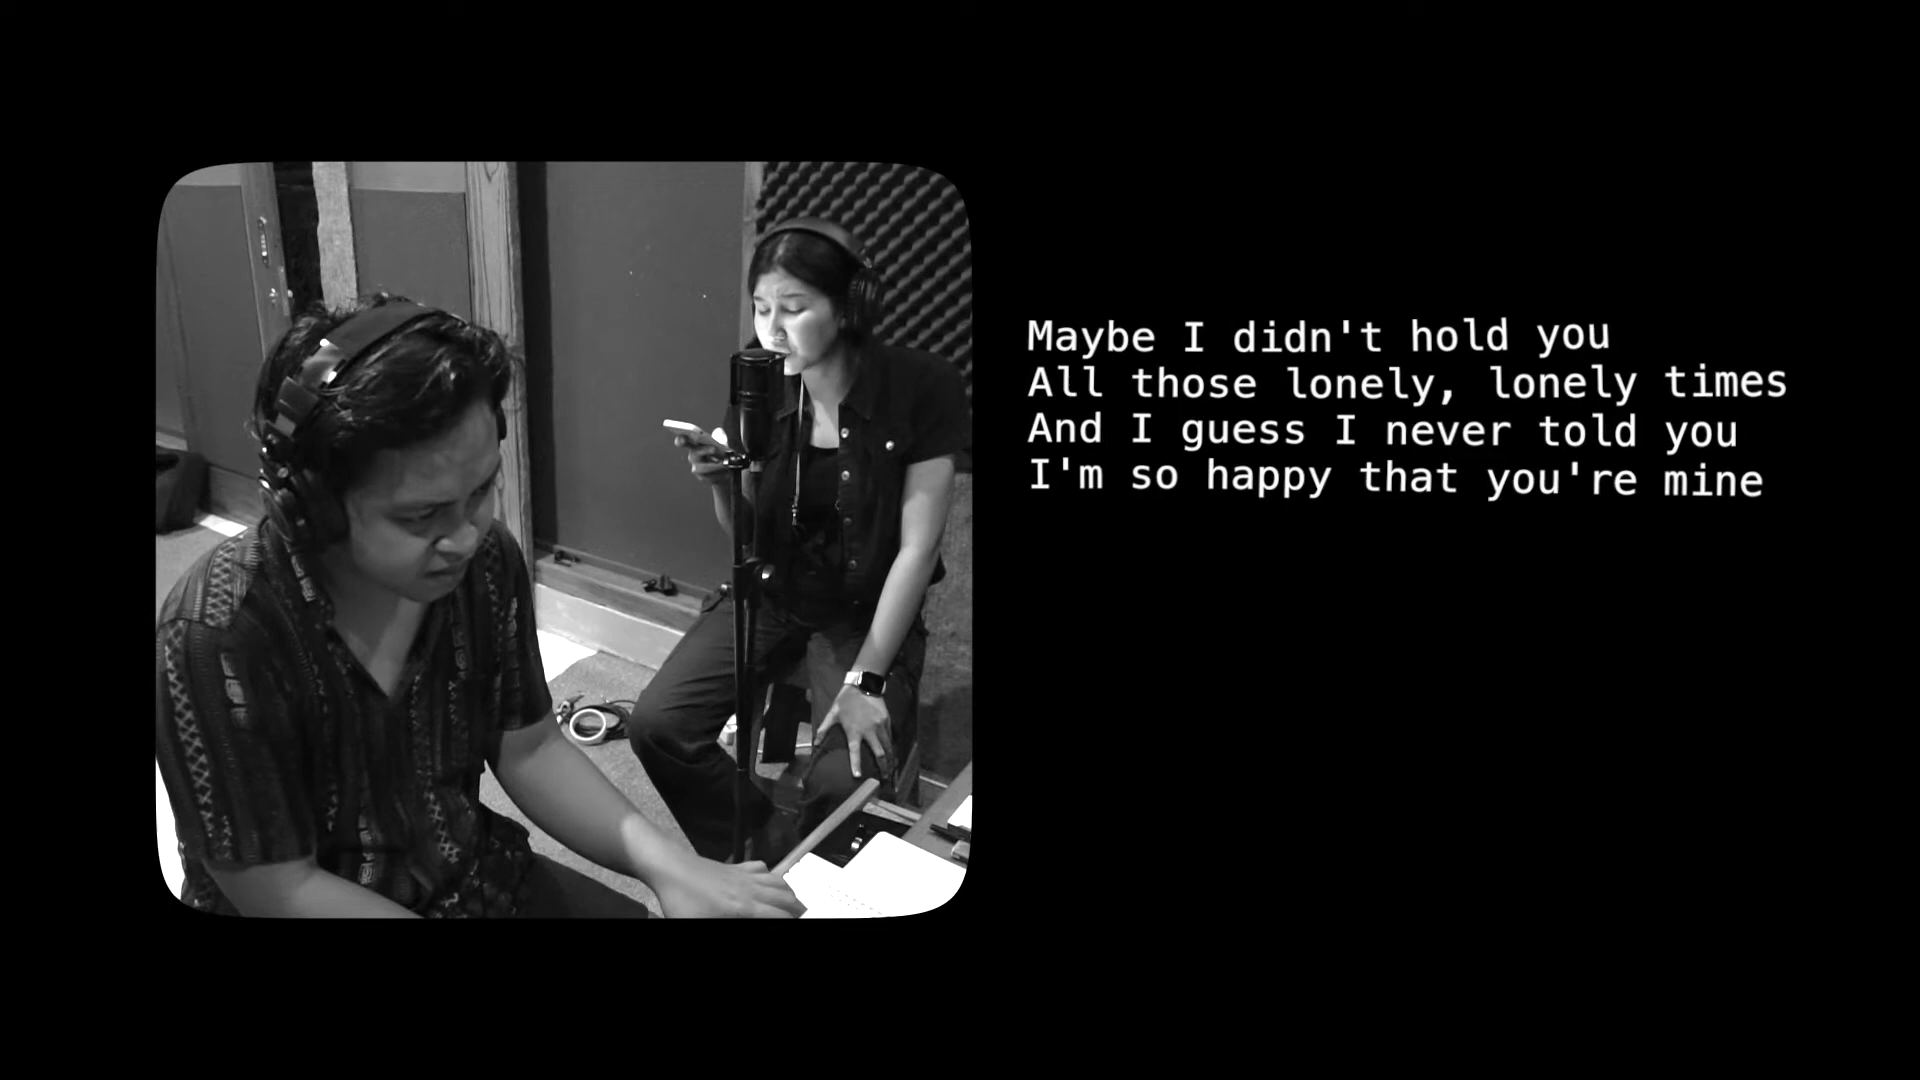 Maybe I didn't hold you
All those lonely, lonely times
And I guess I never told you
I'm so happy that you're mine